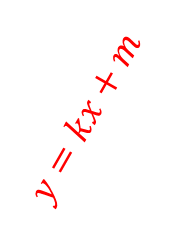 y = kx + m